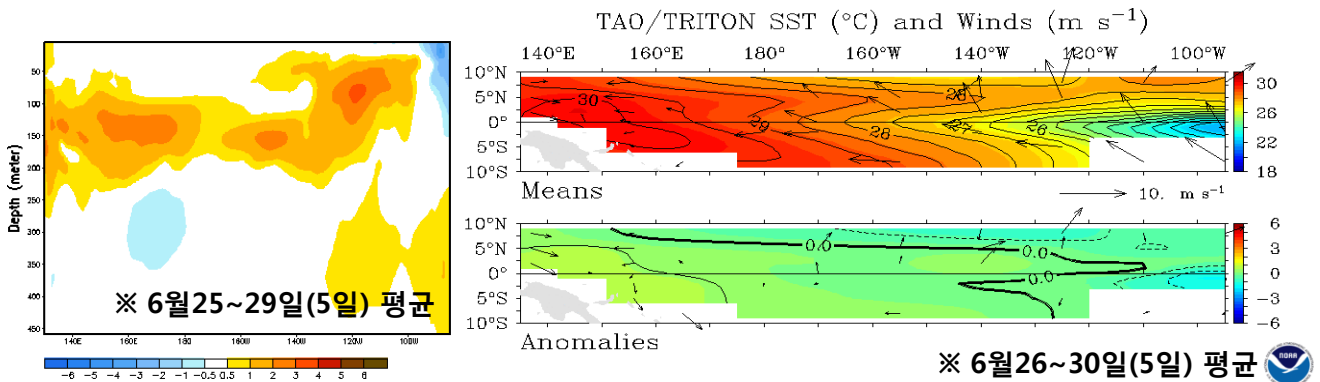 TAO/TRITON SST (°C) and Winds (m s⁻¹)
140°E 160°E 180° 160°W 140°W 120°W 100°W
10°N
5°N
0°
5°S
10°S
30
29
28
28
27
26
30
28
26
24
22
20
18
Means
10. m s⁻¹
10°N
5°N
0°
5°S
10°S
0.0
0.0
0.0
6
3
0
−3
−6
Anomalies
※ 6월26~30일(5일) 평균
NOAA
Depth (meter)
50
100
150
200
250
300
350
400
450
※ 6월25~29일(5일) 평균
140E 160E 180 160W 140W 120W 100W
-6 -5 -4 -3 -2 -1 -0.5 0.5 1 2 3 4 5 6